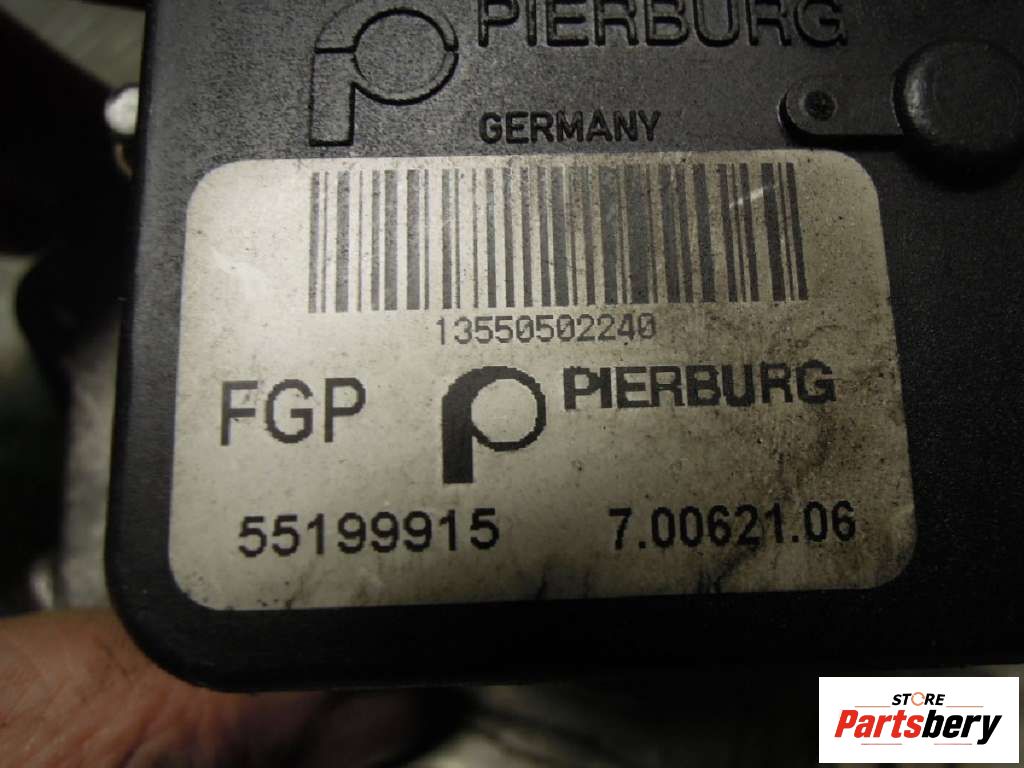 PIERBURG
GERMANY
13550502240
FGP PIERBURG
55199915 7.00621.06
STORE
Partsbery